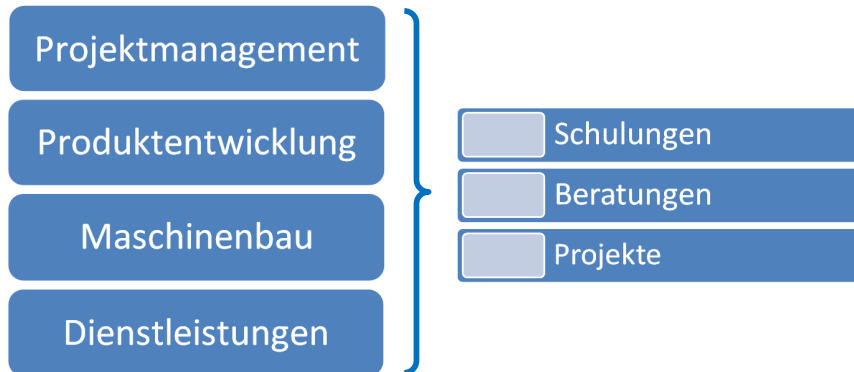 Projektmanagement
Produktentwicklung
Maschinenbau
Dienstleistungen
Schulungen
Beratungen
Projekte